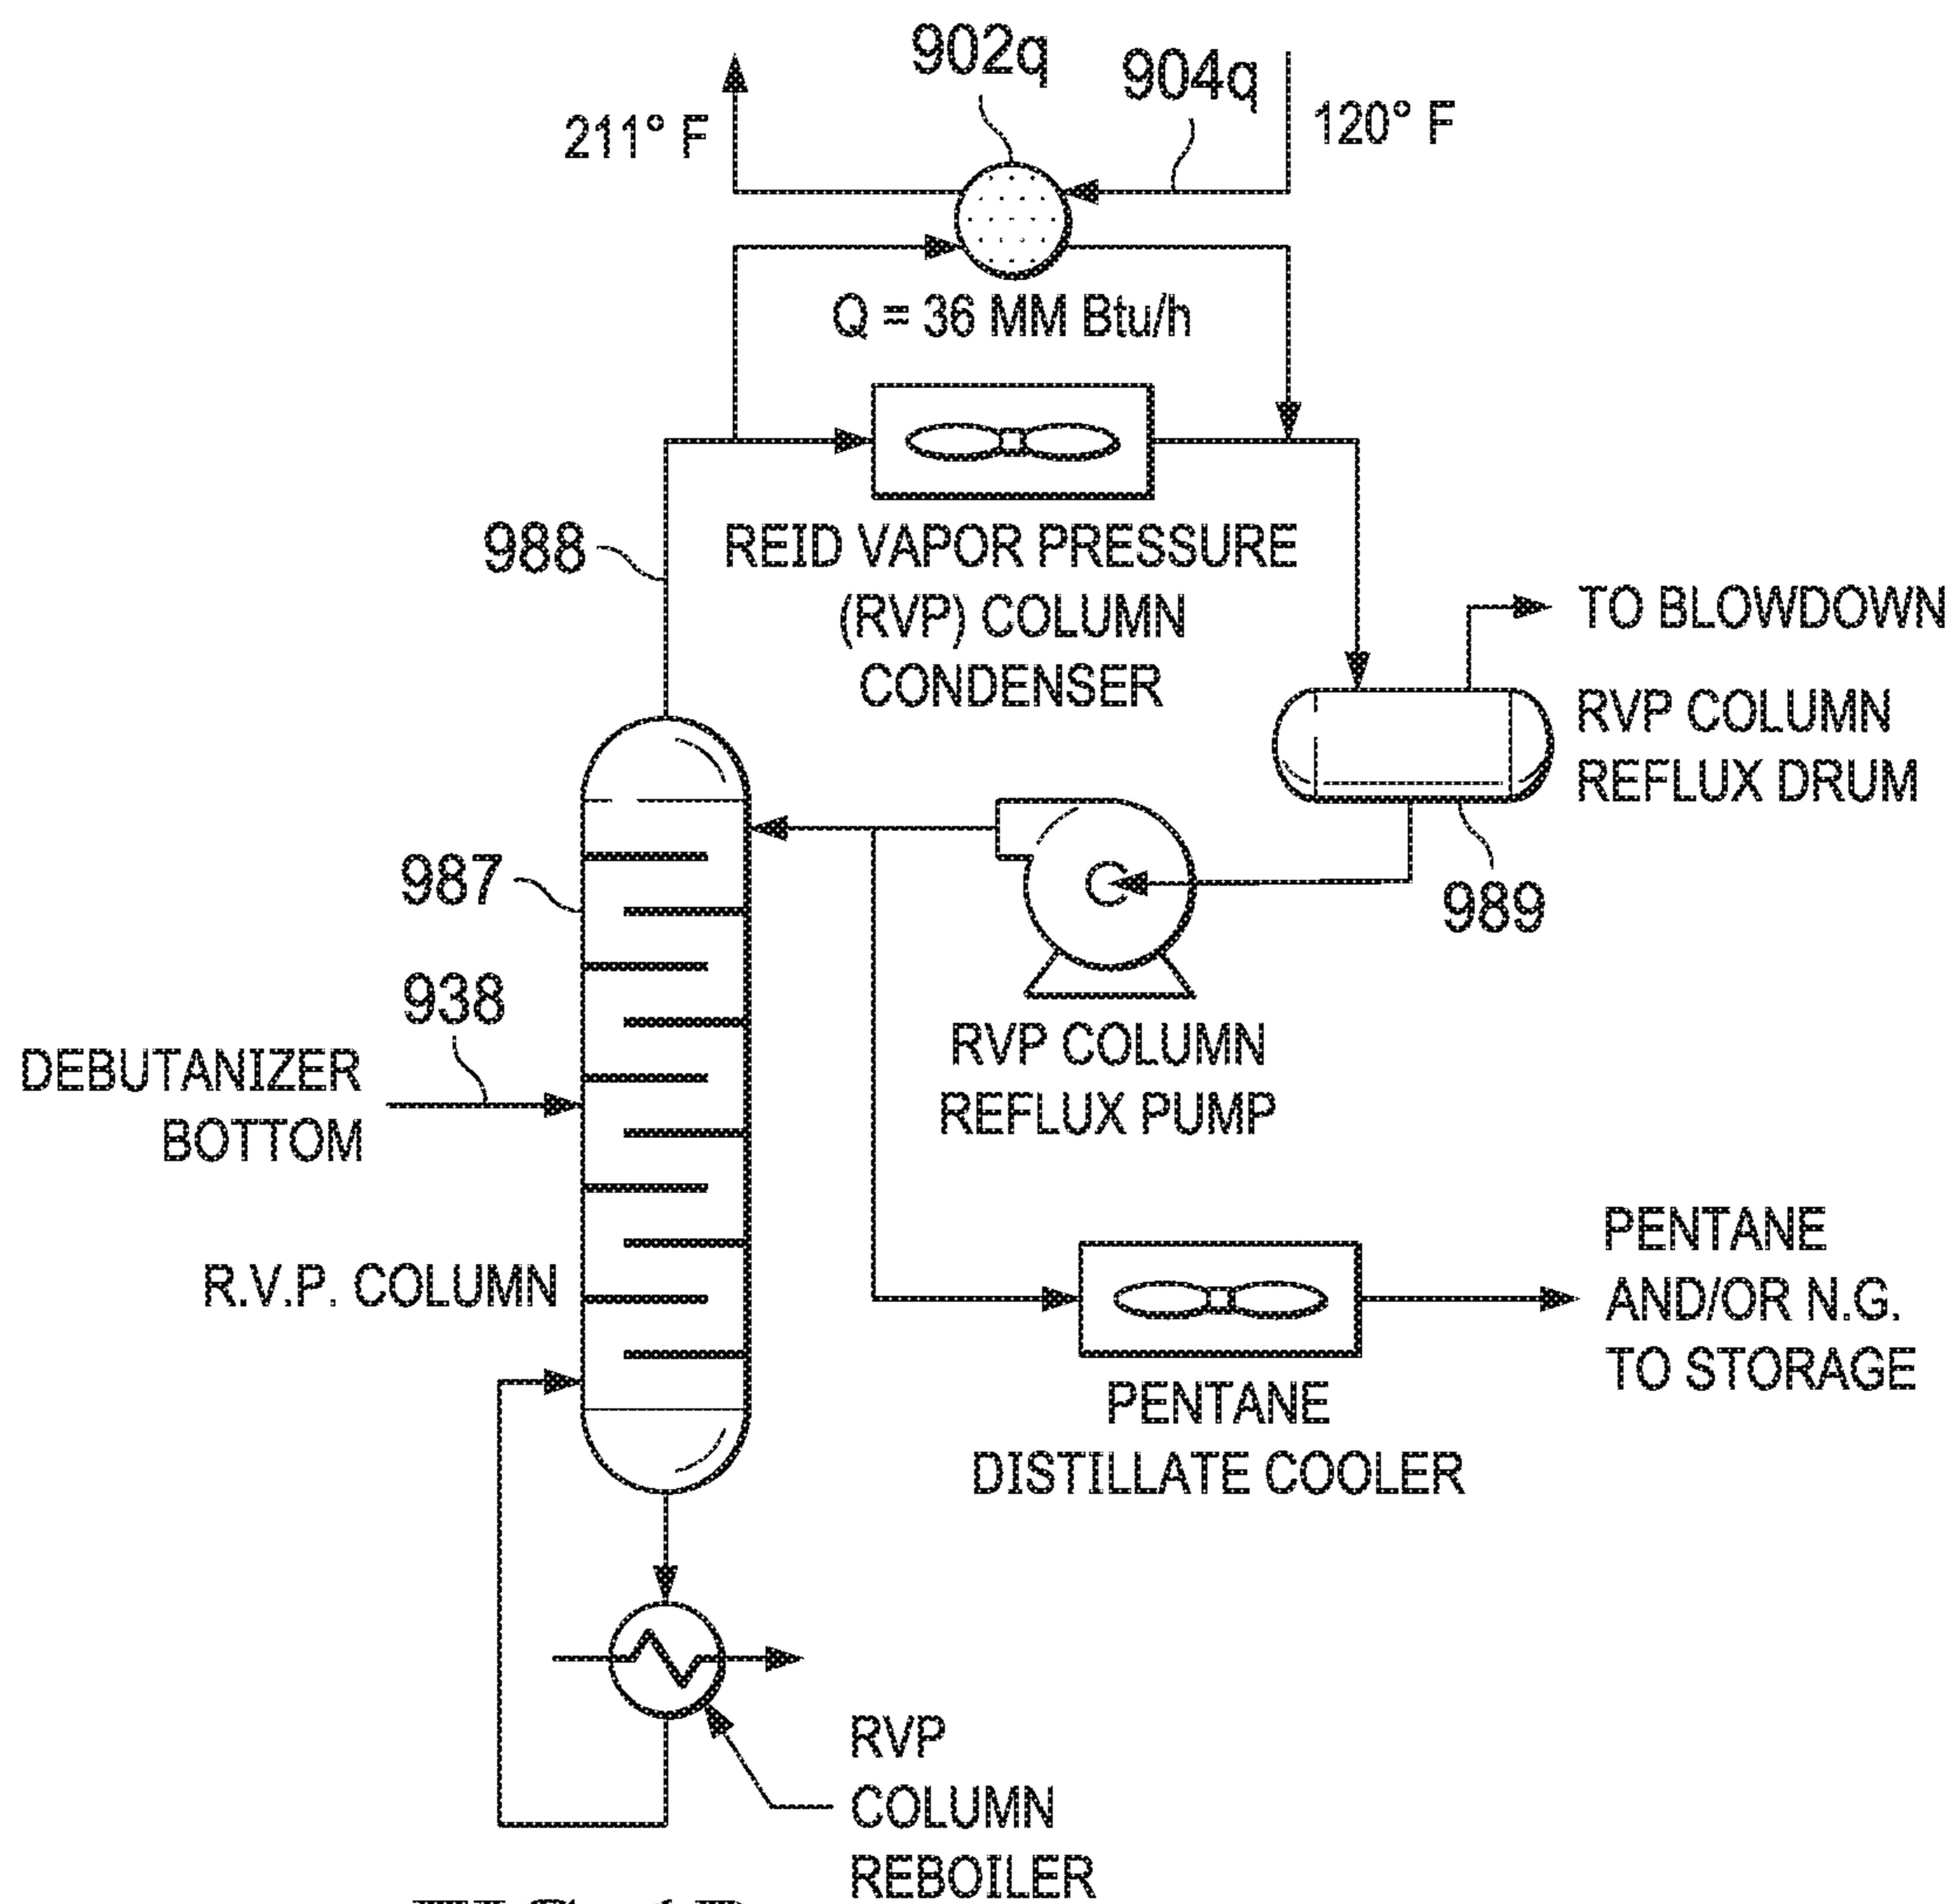 902q
904q
211° F
120° F
Q = 36 MM Btu/h
988
REID VAPOR PRESSURE
(RVP) COLUMN
CONDENSER
TO BLOWDOWN
RVP COLUMN
REFLUX DRUM
987
989
938
DEBUTANIZER
BOTTOM
RVP COLUMN
REFLUX PUMP
R.V.P. COLUMN
PENTANE
AND/OR N.G.
TO STORAGE
PENTANE
DISTILLATE COOLER
RVP
COLUMN
REBOILER